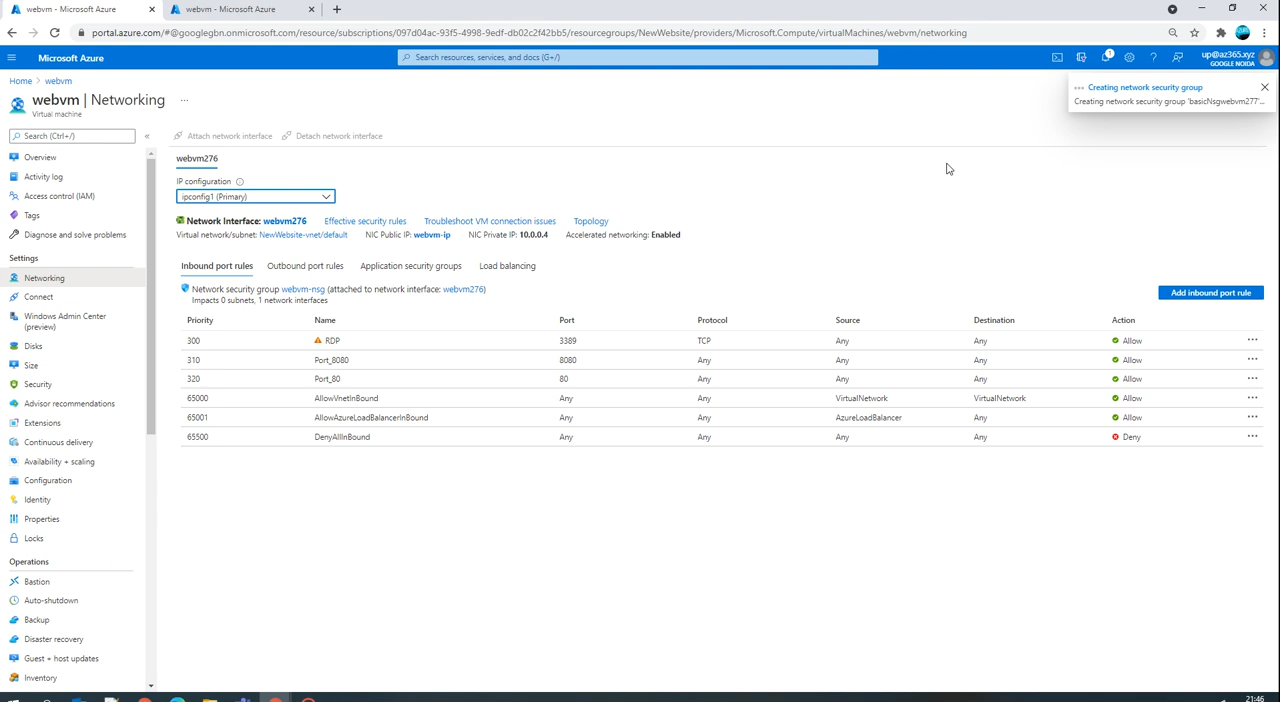 webvm - Microsoft Azure
webvm - Microsoft Azure
portal.azure.com/#@googlegbn.onmicrosoft.com/resource/subscriptions/097d04ac-93f5-4998-9edf-db02c2f42bb5/resourcegroups/NewWebsite/providers/Microsoft.Compute/virtualMachines/webvm/networking
Microsoft Azure
Search resources, services, and docs (G+/)
1
up@az365.xyz
GOOGLE NOIDA
Home > webvm
webvm | Networking ...
Virtual machine
Creating network security group
Creating network security group 'basicNsgwebvm277'...
Search (Ctrl+/)
«
Attach network interface
Detach network interface
Overview
Activity log
Access control (IAM)
Tags
Diagnose and solve problems
Settings
Networking
Connect
Windows Admin Center
(preview)
Disks
Size
Security
Advisor recommendations
Extensions
Continuous delivery
Availability + scaling
Configuration
Identity
Properties
Locks
Operations
Bastion
Auto-shutdown
Backup
Disaster recovery
Guest + host updates
Inventory
webvm276
IP configuration
ipconfig1 (Primary)
Network Interface: webvm276 Effective security rules Troubleshoot VM connection issues Topology
Virtual network/subnet: NewWebsite-vnet/default NIC Public IP: webvm-ip NIC Private IP: 10.0.0.4 Accelerated networking: Enabled
Inbound port rules Outbound port rules Application security groups Load balancing
Network security group webvm-nsg (attached to network interface: webvm276)
Impacts 0 subnets, 1 network interfaces
Add inbound port rule
Priority Name Port Protocol Source Destination Action
300 RDP 3389 TCP Any Any Allow ...
310 Port_8080 8080 Any Any Any Allow ...
320 Port_80 80 Any Any Any Allow ...
65000 AllowVnetInBound Any Any VirtualNetwork VirtualNetwork Allow ...
65001 AllowAzureLoadBalancerInBound Any Any AzureLoadBalancer Any Allow ...
65500 DenyAllInBound Any Any Any Any Deny ...
21:46